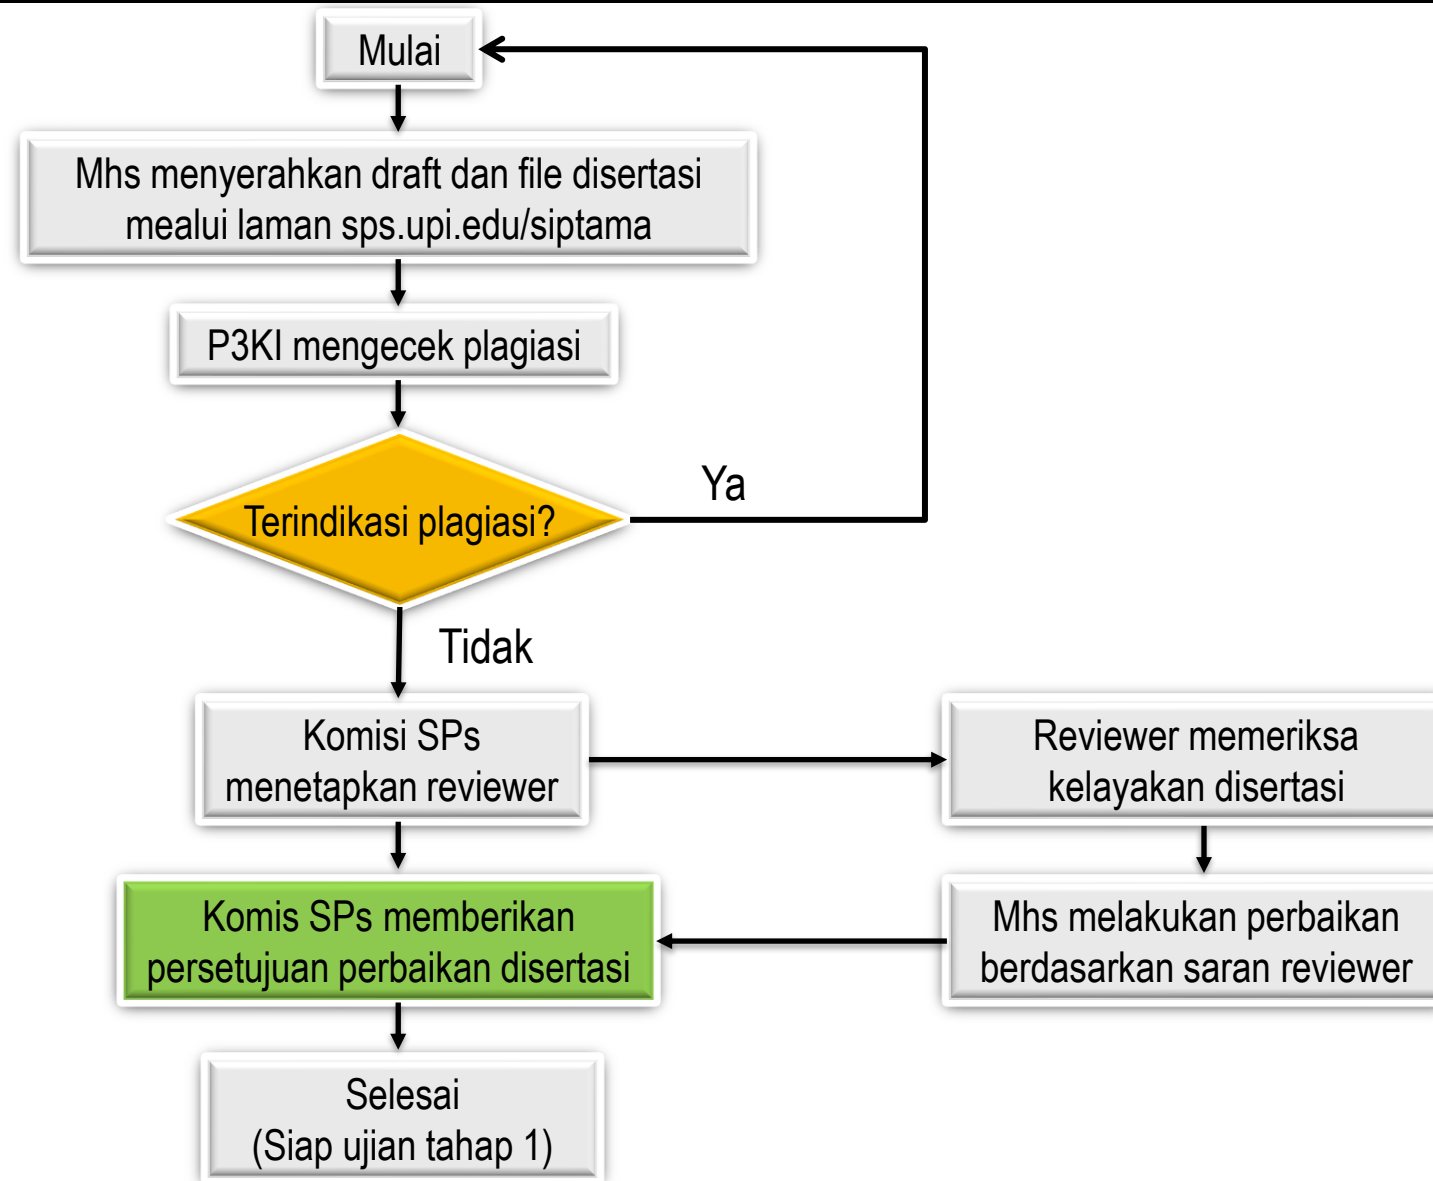 Mulai
Mhs menyerahkan draft dan file disertasi
mealui laman sps.upi.edu/siptama
P3KI mengecek plagiasi
Terindikasi plagiasi?
Ya
Tidak
Komisi SPs
menetapkan reviewer
Reviewer memeriksa
kelayakan disertasi
Komis SPs memberikan
persetujuan perbaikan disertasi
Mhs melakukan perbaikan
berdasarkan saran reviewer
Selesai
(Siap ujian tahap 1)